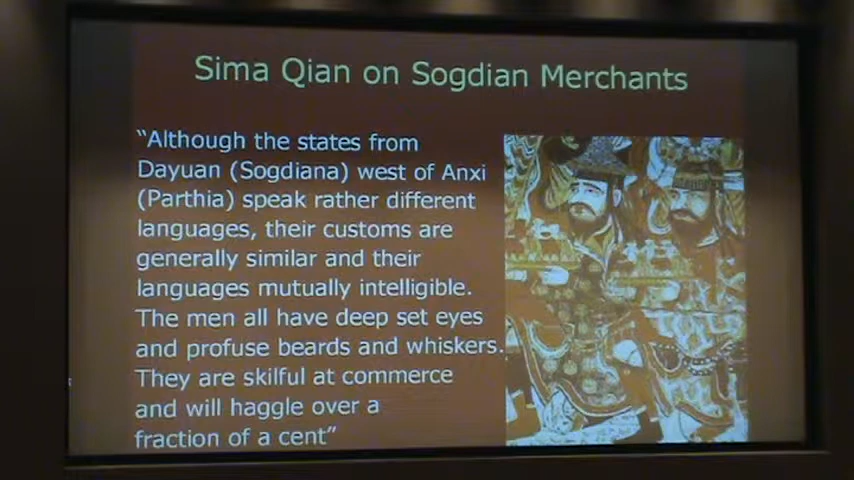 Sima Qian on Sogdian Merchants
“Although the states from
Dayuan (Sogdiana) west of Anxi
(Parthia) speak rather different
languages, their customs are
generally similar and their
languages mutually intelligible.
The men all have deep set eyes
and profuse beards and whiskers.
They are skilful at commerce
and will haggle over a
fraction of a cent”